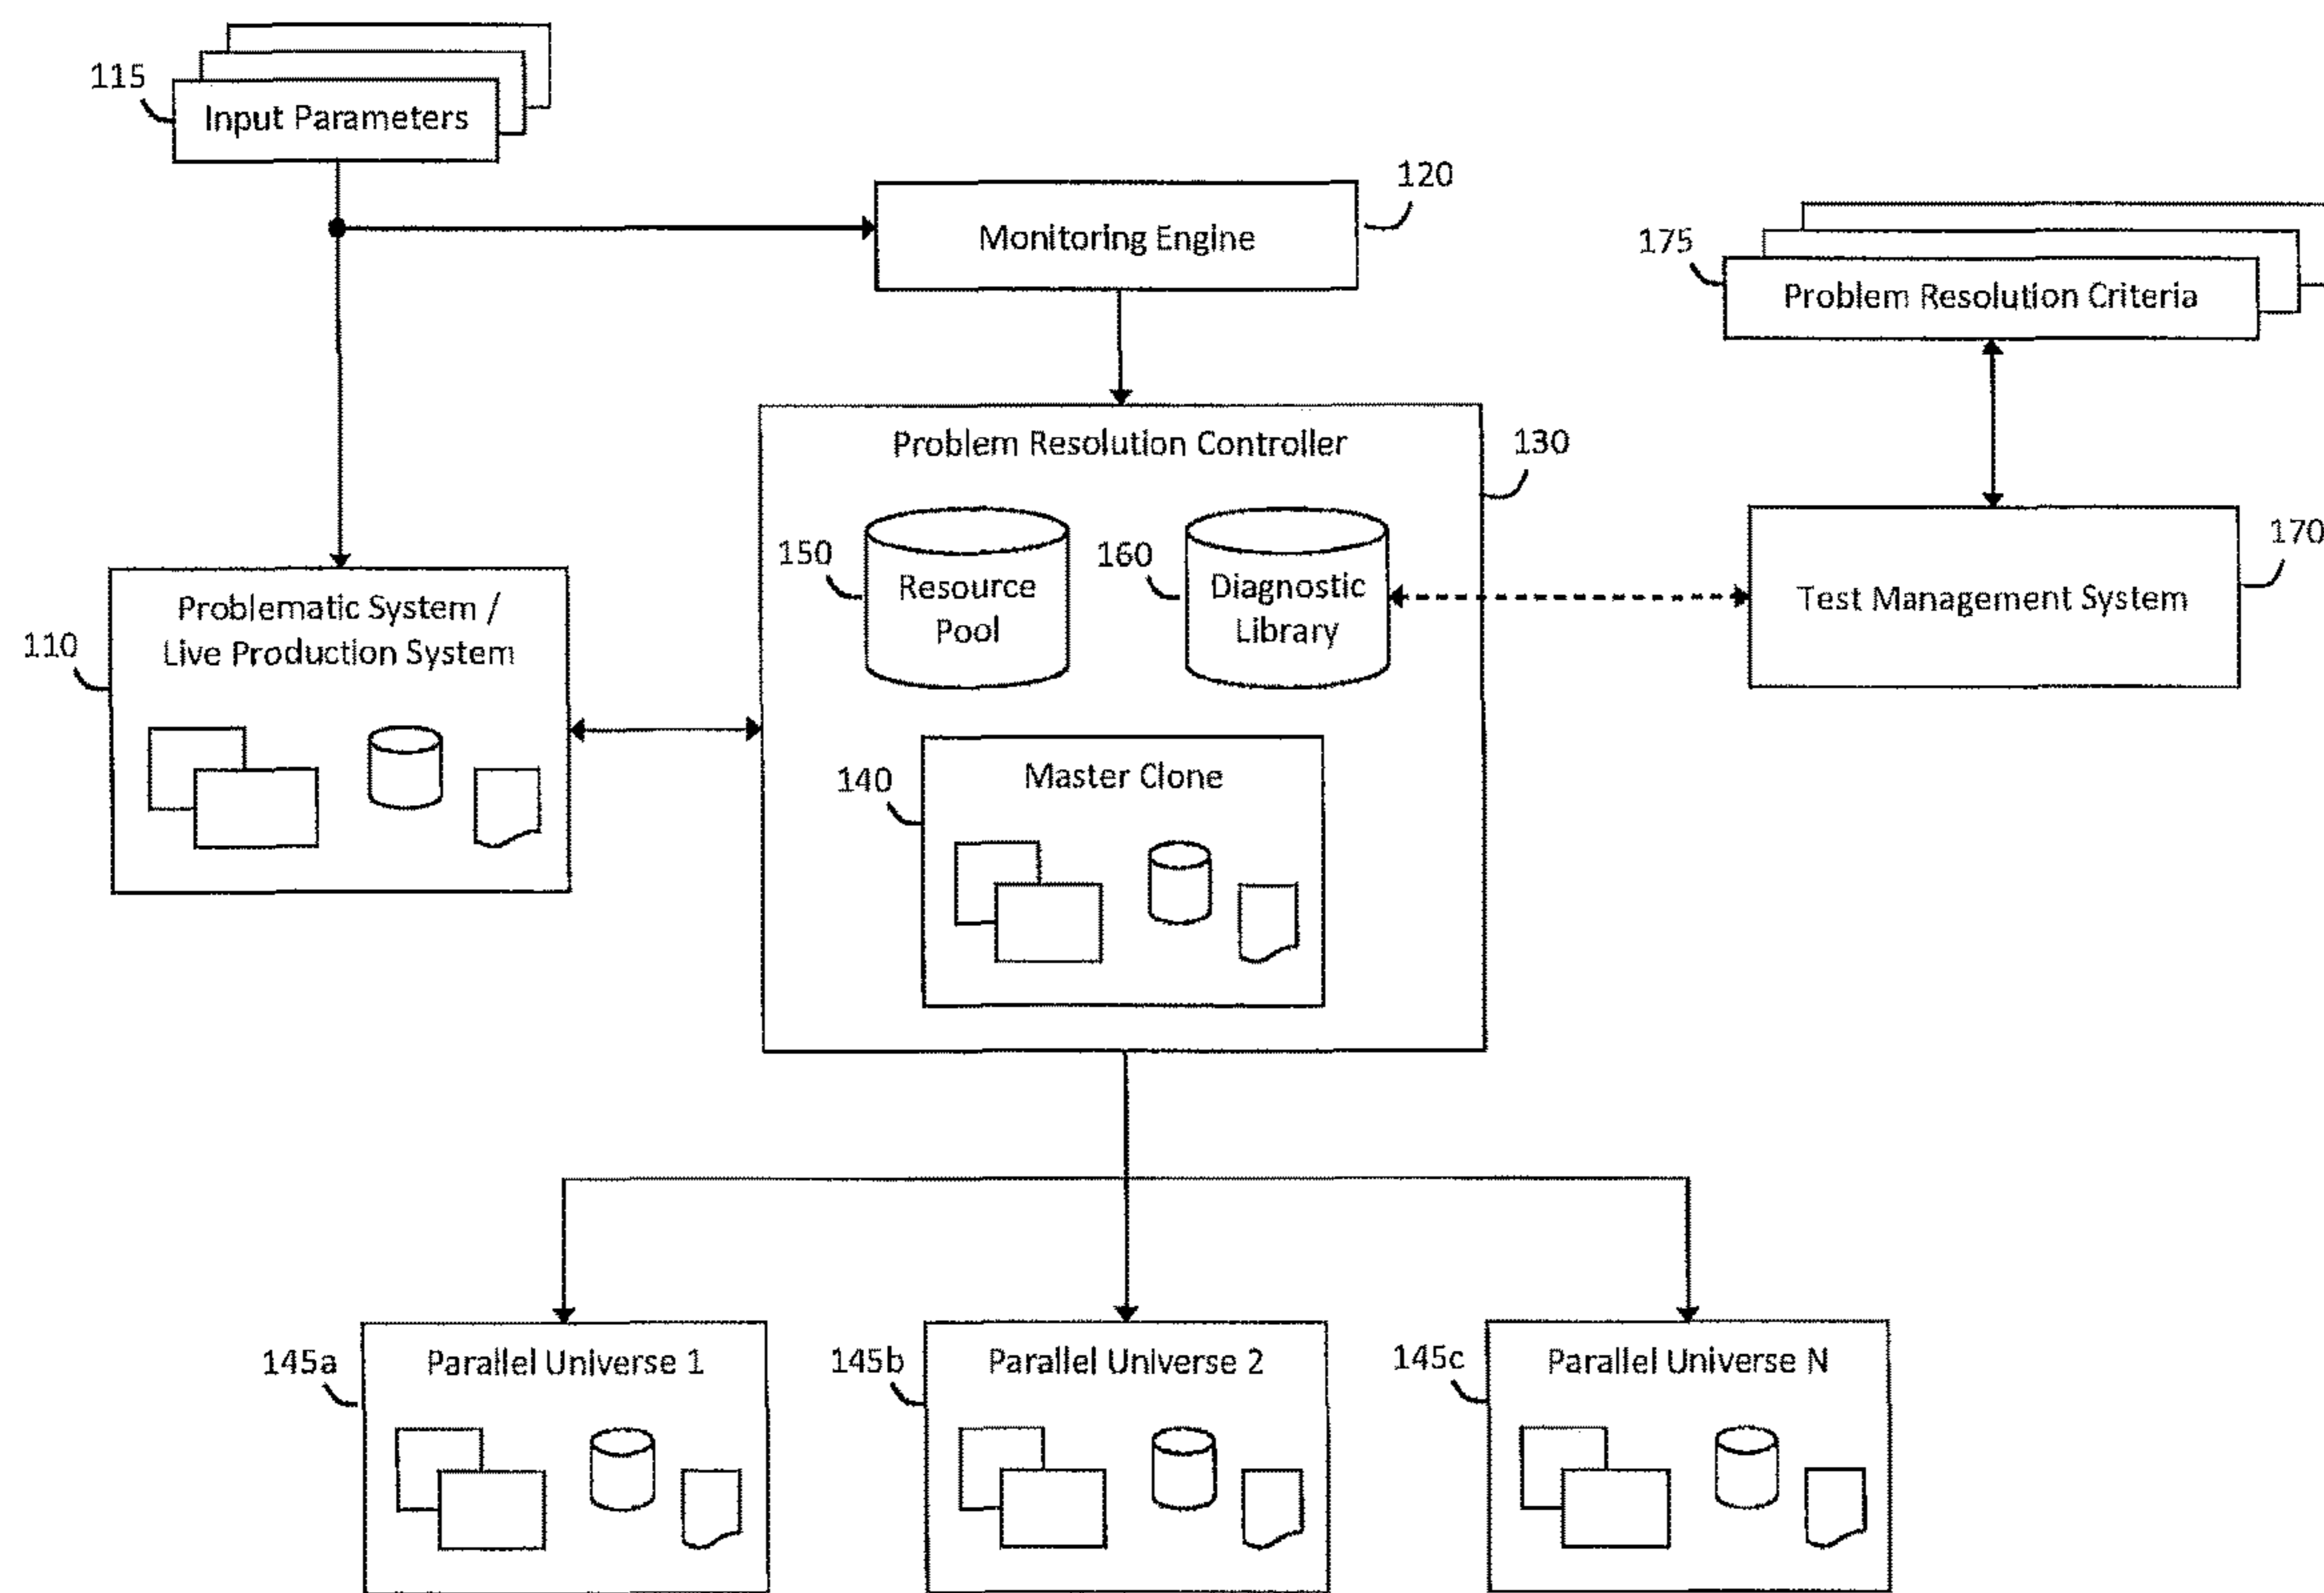 115
Input Parameters
120
Monitoring Engine
175
Problem Resolution Criteria
Problem Resolution Controller
130
150
Resource
Pool
160
Diagnostic
Library
170
Test Management System
110
Problematic System /
Live Production System
140
Master Clone
145a
Parallel Universe 1
145b
Parallel Universe 2
145c
Parallel Universe N